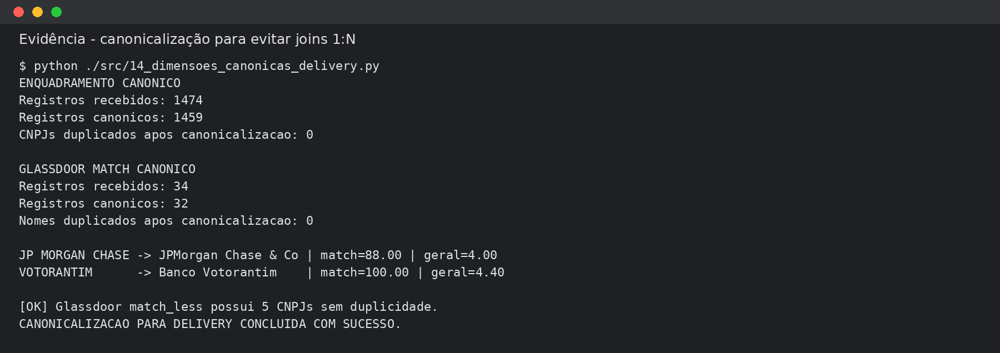 Evidência - canonicalização para evitar joins 1:N
$ python ./src/14_dimensoes_canonicas_delivery.py
ENQUADRAMENTO CANONICO
Registros recebidos: 1474
Registros canonicos: 1459
CNPJs duplicados apos canonicalizacao: 0
GLASSDOOR MATCH CANONICO
Registros recebidos: 34
Registros canonicos: 32
Nomes duplicados apos canonicalizacao: 0
JP MORGAN CHASE -> JPMorgan Chase & Co | match=88.00 | geral=4.00
VOTORANTIM      -> Banco Votorantim    | match=100.00 | geral=4.40
[OK] Glassdoor match_less possui 5 CNPJs sem duplicidade.
CANONICALIZACAO PARA DELIVERY CONCLUIDA COM SUCESSO.